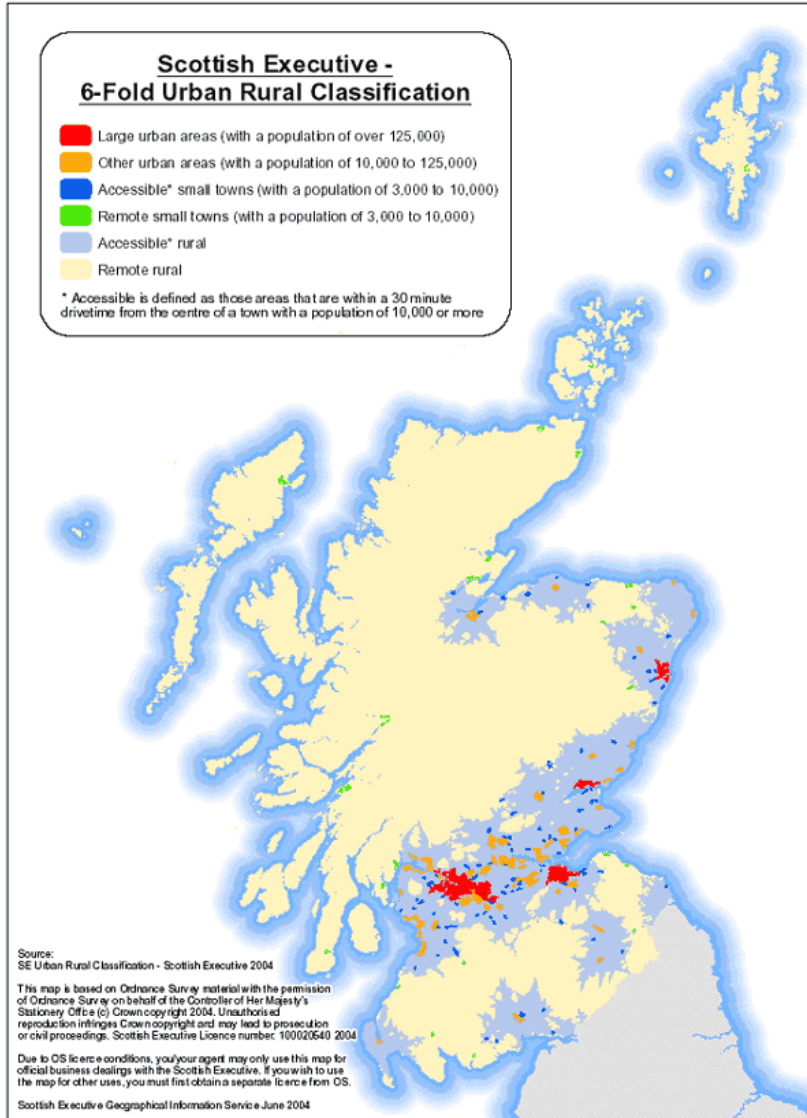 Scottish Executive -
6-Fold Urban Rural Classification
Large urban areas (with a population of over 125,000)
Other urban areas (with a population of 10,000 to 125,000)
Accessible* small towns (with a population of 3,000 to 10,000)
Remote small towns (with a population of 3,000 to 10,000)
Accessible* rural
Remote rural
* Accessible is defined as those areas that are within a 30 minute
drivetime from the centre of a town with a population of 10,000 or more
Source:
SE Urban Rural Classification - Scottish Executive 2004
This map is based on Ordnance Survey material with the permission
of Ordnance Survey on behalf of the Controller of Her Majesty's
Stationery Office (c) Crown copyright 2004. Unauthorised
reproduction infringes Crown copyright and may lead to prosecution
or civil proceedings. Scottish Executive Licence number: 100020540 2004
Due to OS licence conditions, you/your agent may only use this map for
official business dealings with the Scottish Executive. If you wish to use
the map for other uses, you must first obtain a separate licence from OS.
Scottish Executive Geographical Information Service June 2004